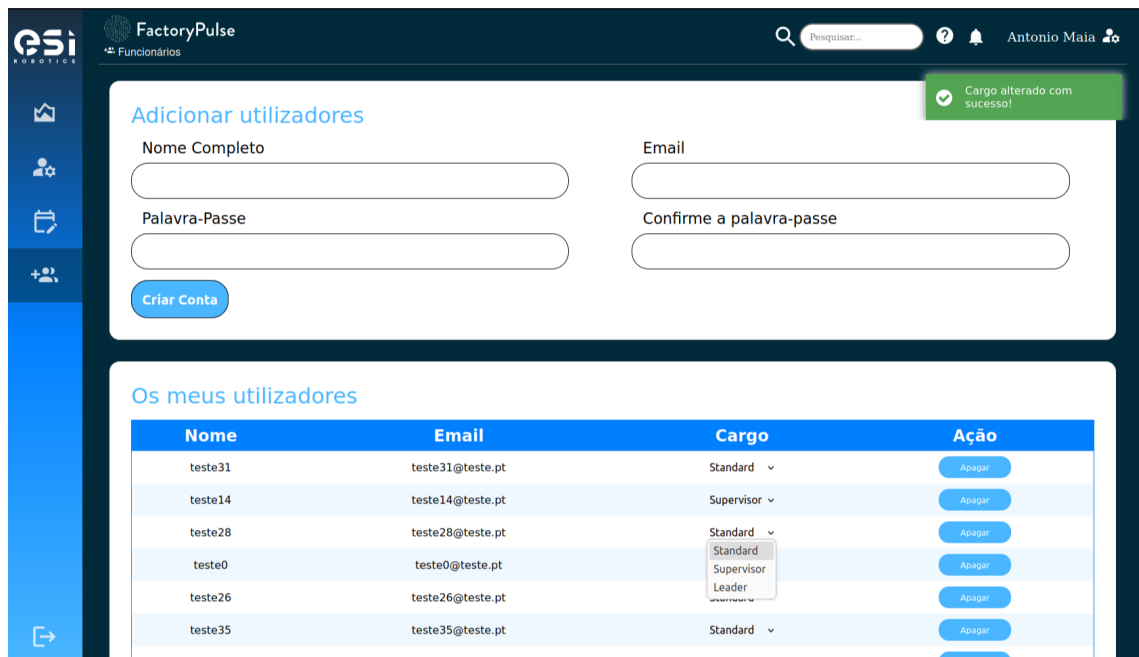 esi
ROBOTICS
FactoryPulse
Funcionários
Pesquisar...
Antonio Maia
Cargo alterado com
sucesso!
Adicionar utilizadores
Nome Completo Email
Palavra-Passe Confirme a palavra-passe
Criar Conta
Os meus utilizadores
Nome Email Cargo Ação
teste31 teste31@teste.pt Standard Apagar
teste14 teste14@teste.pt Supervisor Apagar
teste28 teste28@teste.pt Standard Apagar
Standard
Supervisor
Leader
teste0 teste0@teste.pt Apagar
teste26 teste26@teste.pt Standard Apagar
teste35 teste35@teste.pt Standard Apagar